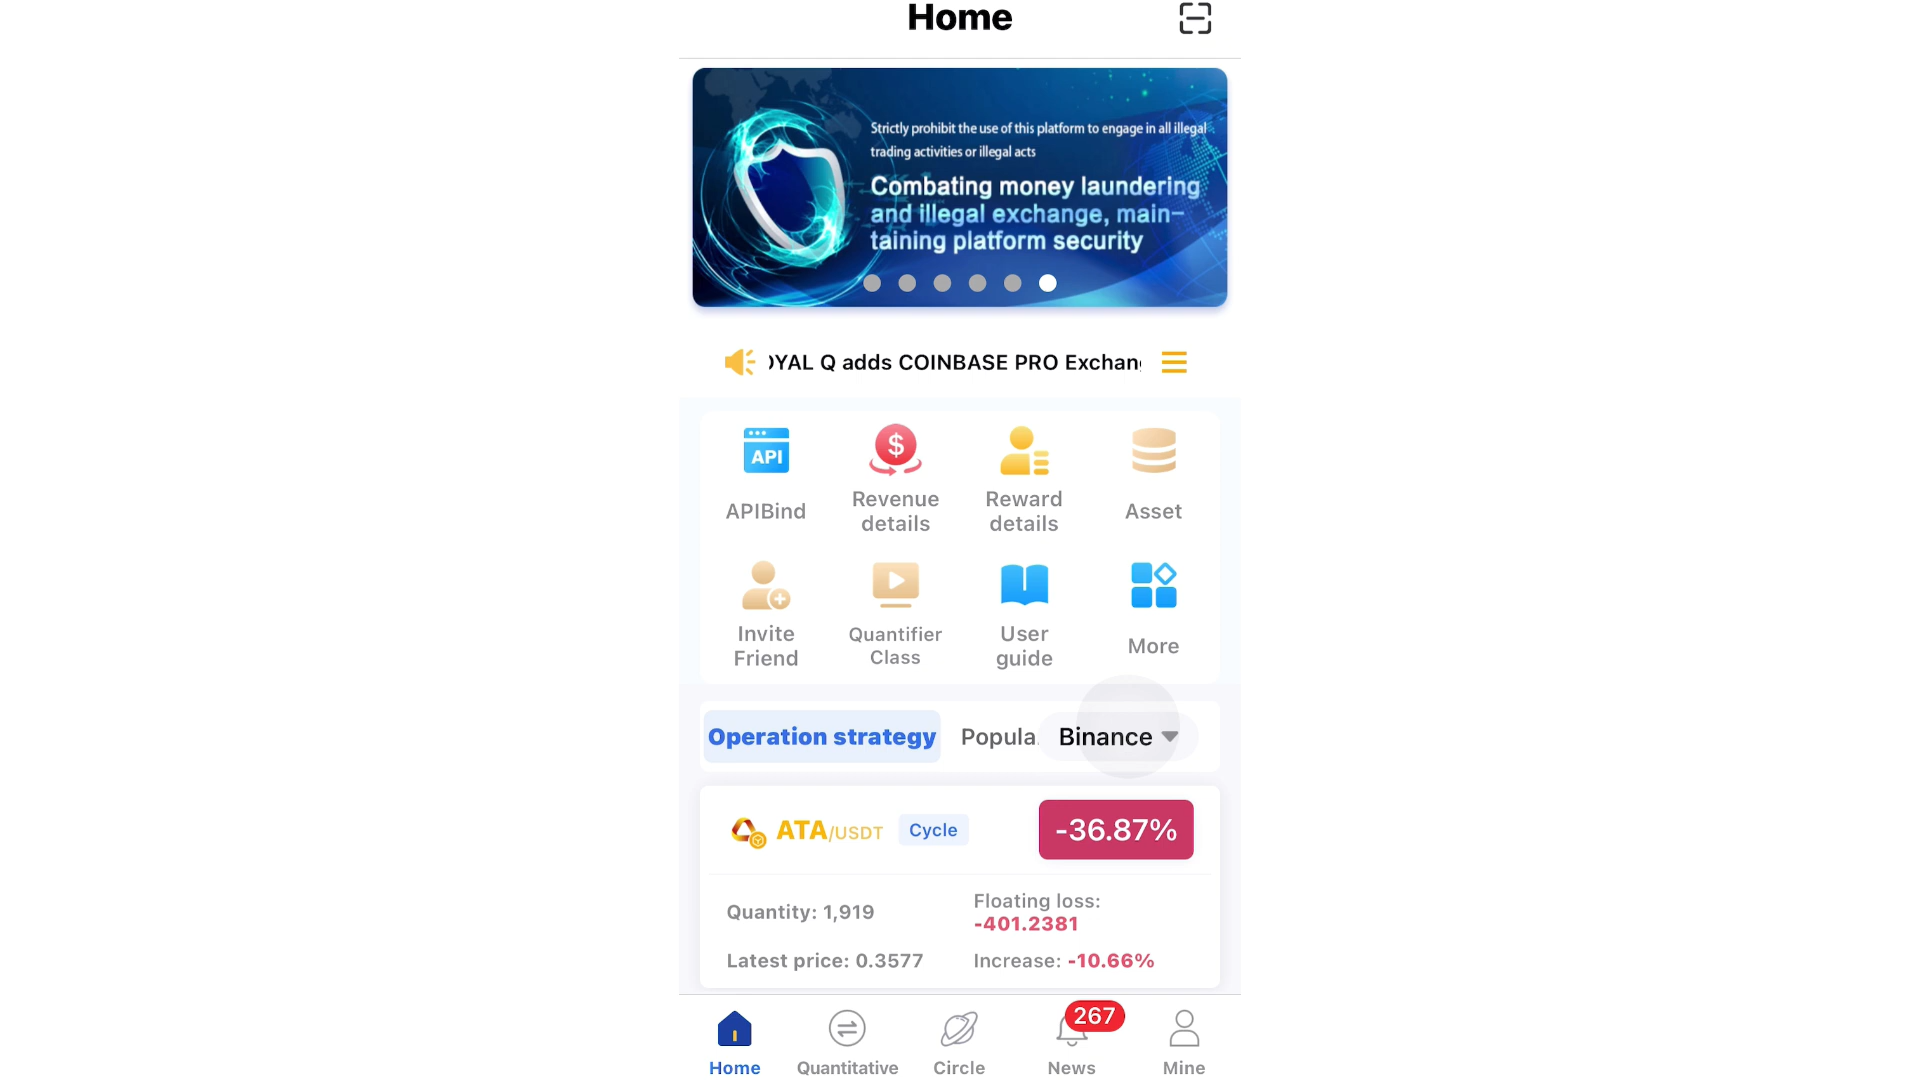 Home
Strictly prohibit the use of this platform to engage in all illegal
trading activities or illegal acts
Combating money laundering
and illegal exchange, main-
taining platform security
OYAL Q adds COINBASE PRO Exchang
API
$
APIBind
Revenue
details
Reward
details
Asset
Invite
Friend
Quantifier
Class
User
guide
More
Operation strategy
Popula
Binance
ATA/USDT
Cycle
-36.87%
Quantity: 1,919
Floating loss:
-401.2381
Latest price: 0.3577
Increase: -10.66%
267
Home
Quantitative
Circle
News
Mine